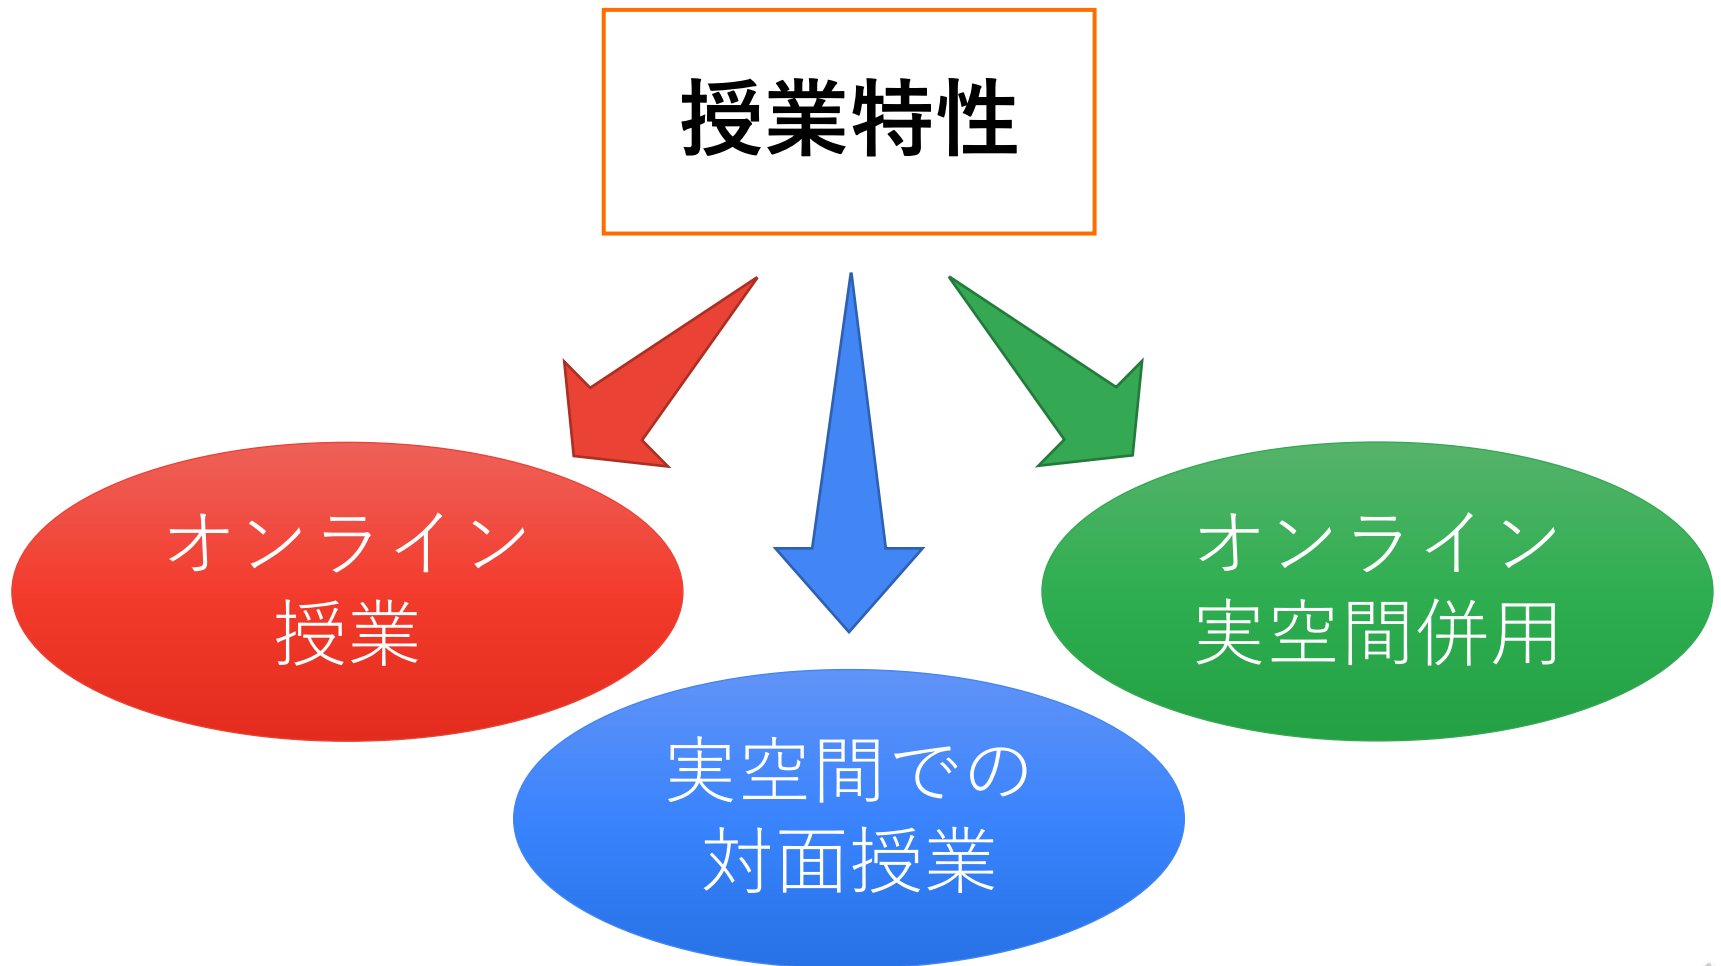 授業特性
オンライン
授業
実空間での
対面授業
オンライン
実空間併用